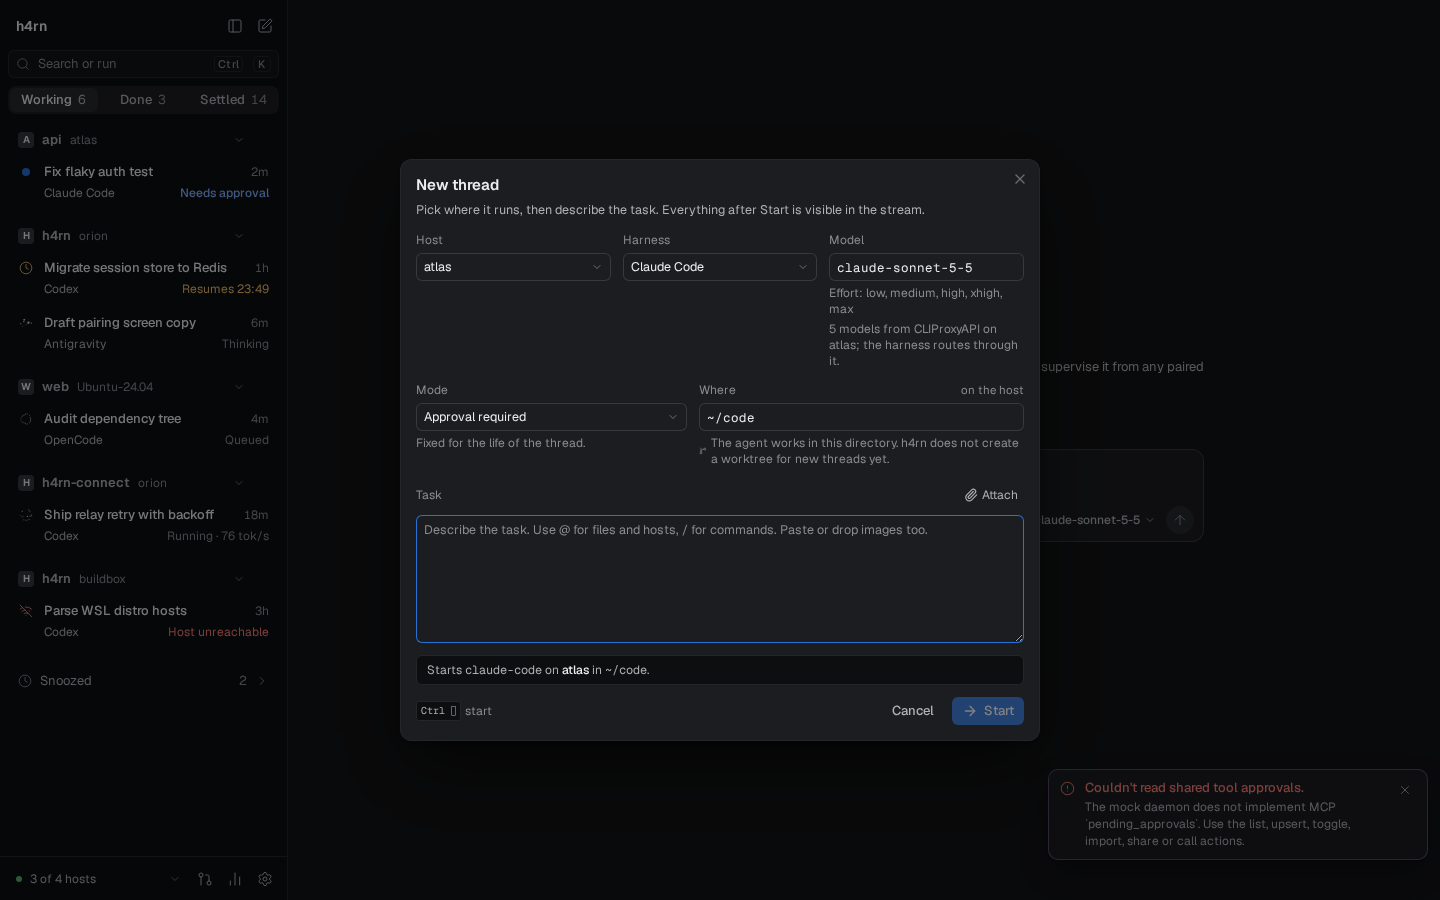 h4rn
Search or run Ctrl K
Working 6 Done 3 Settled 14
A api atlas
Fix flaky auth test 2m
Claude Code Needs approval
H h4rn orion
Migrate session store to Redis 1h
Codex Resumes 23:49
Draft pairing screen copy 6m
Antigravity Thinking
W web Ubuntu-24.04
Audit dependency tree 4m
OpenCode Queued
H h4rn-connect orion
Ship relay retry with backoff 18m
Codex Running · 76 tok/s
H h4rn buildbox
Parse WSL distro hosts 3h
Codex Host unreachable
Snoozed 2
3 of 4 hosts
New thread
Pick where it runs, then describe the task. Everything after Start is visible in the stream.
Host Harness Model
atlas Claude Code claude-sonnet-5-5
Effort: low, medium, high, xhigh,
max
5 models from CLIProxyAPI on
atlas; the harness routes through
it.
Mode Where on the host
Approval required ~/code
Fixed for the life of the thread.
The agent works in this directory. h4rn does not create
a worktree for new threads yet.
Task Attach
Describe the task. Use @ for files and hosts, / for commands. Paste or drop images too.
Starts claude-code on atlas in ~/code.
Ctrl start Cancel Start
supervise it from any paired
laude-sonnet-5-5
Couldn't read shared tool approvals.
The mock daemon does not implement MCP
`pending_approvals`. Use the list, upsert, toggle,
import, share or call actions.